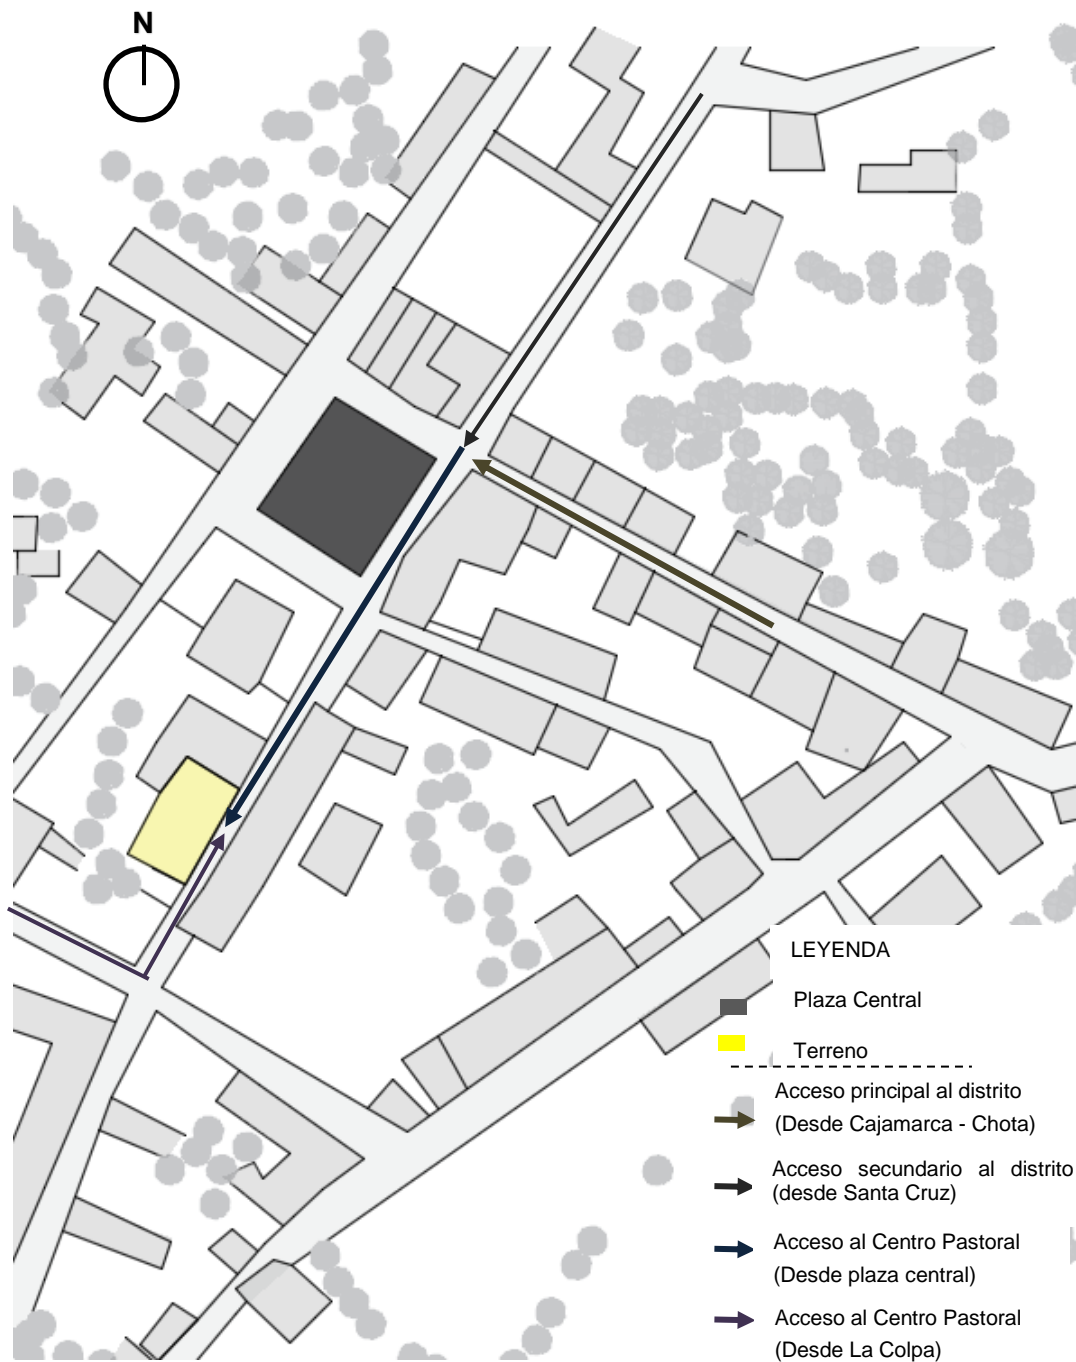 N
LEYENDA
Plaza Central
Terreno
Acceso principal al distrito
(Desde Cajamarca - Chota)
Acceso secundario al distrito
(desde Santa Cruz)
Acceso al Centro Pastoral
(Desde plaza central)
Acceso al Centro Pastoral
(Desde La Colpa)